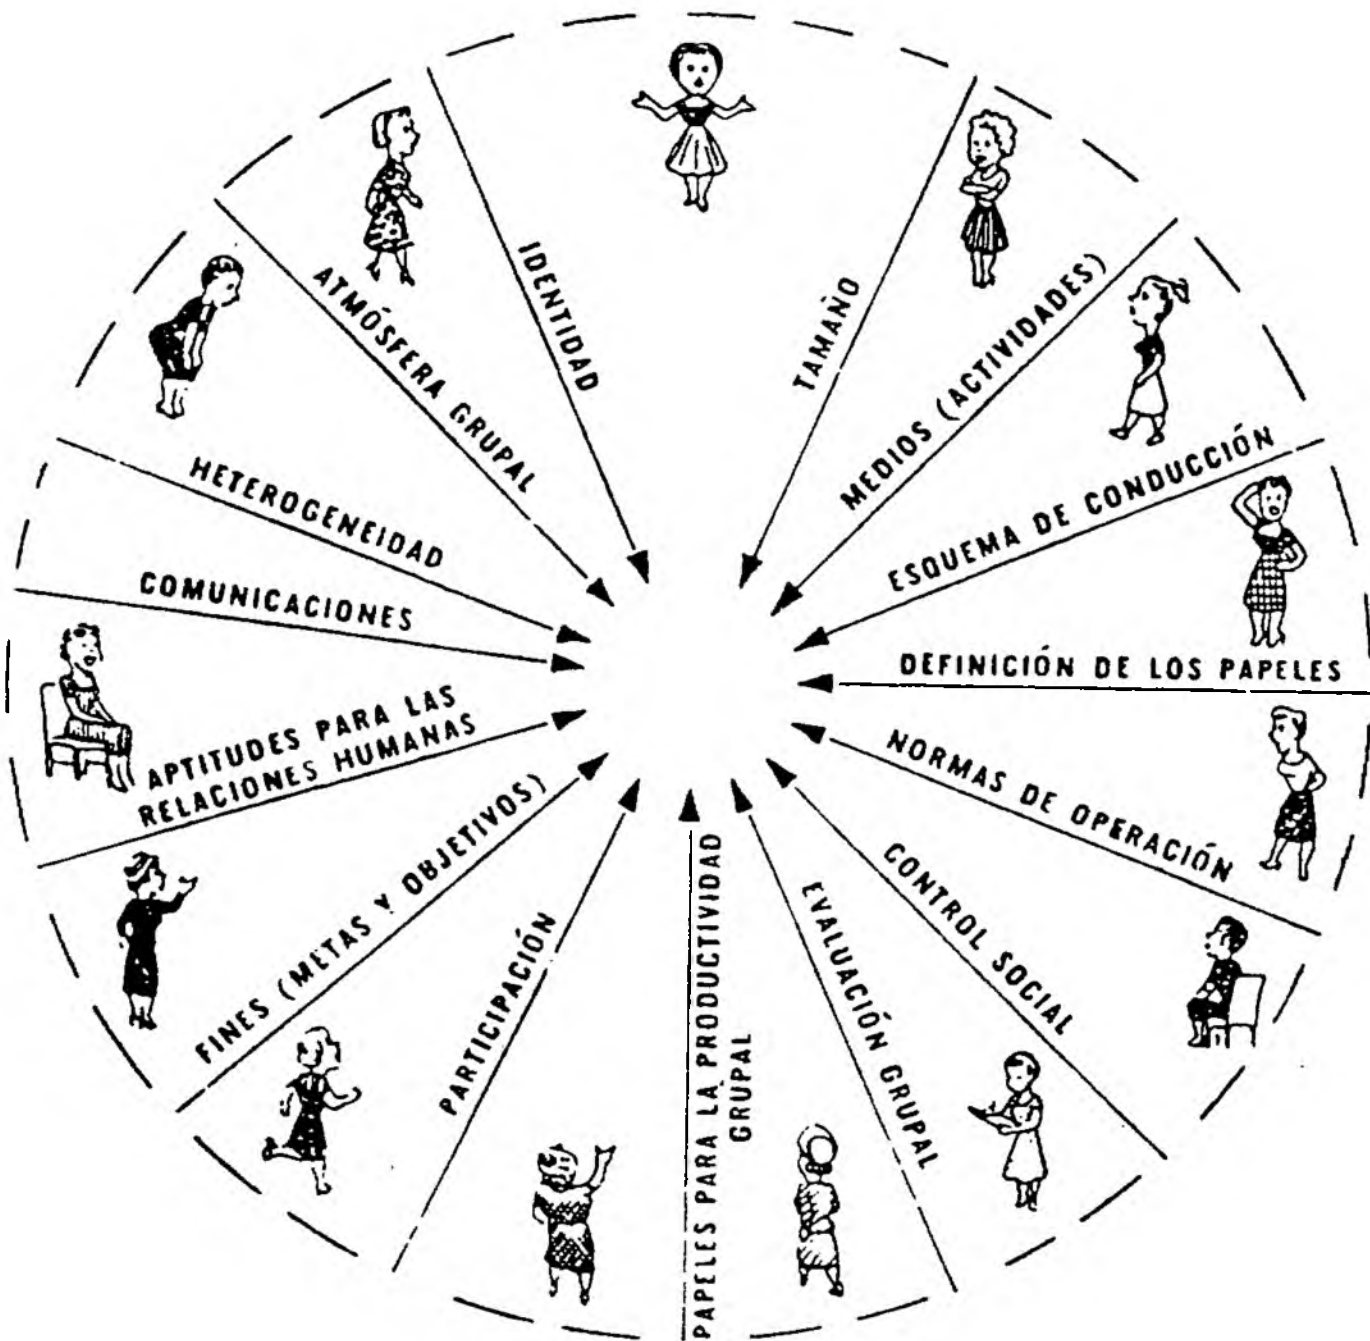 IDENTIDAD
TAMAÑO
MEDIOS (ACTIVIDADES)
ESQUEMA DE CONDUCCIÓN
DEFINICIÓN DE LOS PAPELES
NORMAS DE OPERACIÓN
CONTROL SOCIAL
EVALUACIÓN GRUPAL
PAPELES PARA LA PRODUCTIVIDAD
GRUPAL
PARTICIPACIÓN
FINES (METAS Y OBJETIVOS)
APTITUDES PARA LAS
RELACIONES HUMANAS
COMUNICACIONES
HETEROGENEIDAD
ATMÓSFERA GRUPAL